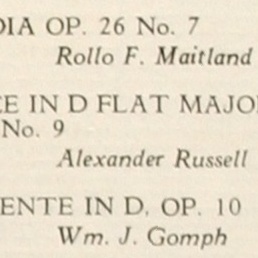 DIA OP. 26 No. 7
Rollo F. Maitland
E IN D FLAT MAJO
No. 9
Alexander Russell
ENTE IN D, OP. 10
Wm. J. Gomph